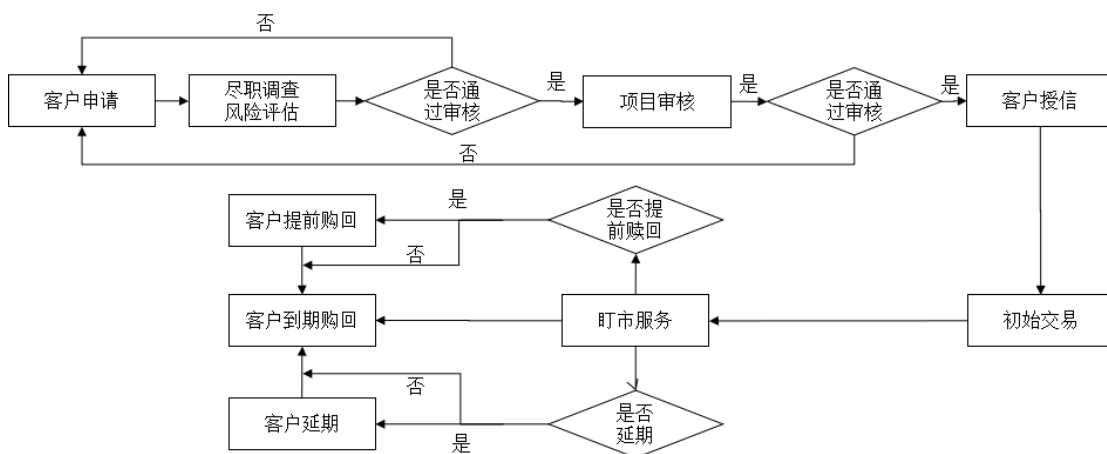 否
客户申请
尽职调查
风险评估
是否通
过审核
是
项目审核
是
是否通
过审核
是
客户授信
否
客户提前购回
是
是否提
前赎回
否
客户到期购回
盯市服务
初始交易
否
客户延期
是
是否
延期